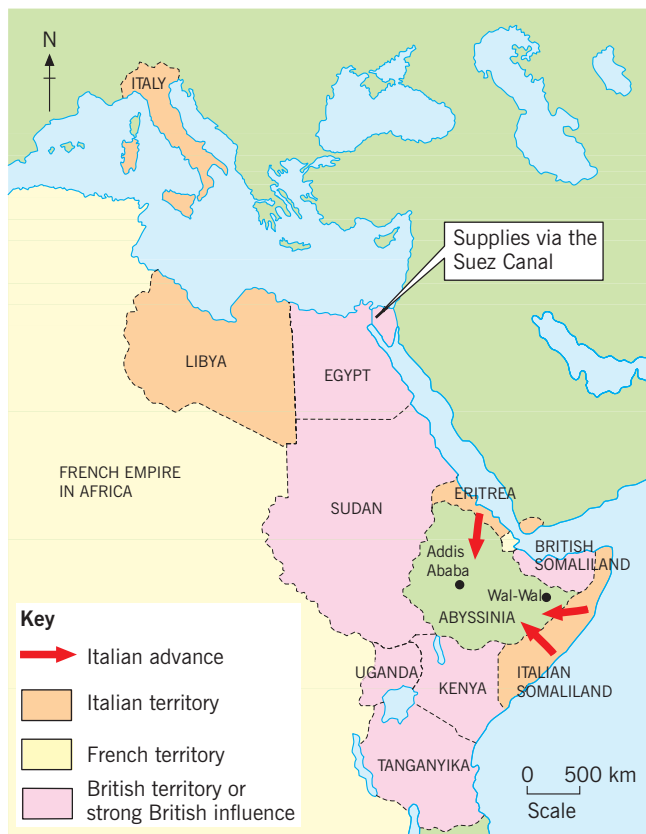 N
ITALY
Supplies via the
Suez Canal
LIBYA
EGYPT
FRENCH EMPIRE
IN AFRICA
SUDAN
ERITREA
Addis
Ababa
BRITISH
SOMALILAND
Wal-Wal
ABYSSINIA
UGANDA
KENYA
ITALIAN
SOMALILAND
TANGANYIKA
Key
Italian advance
Italian territory
French territory
British territory or
strong British influence
0 500 km
Scale